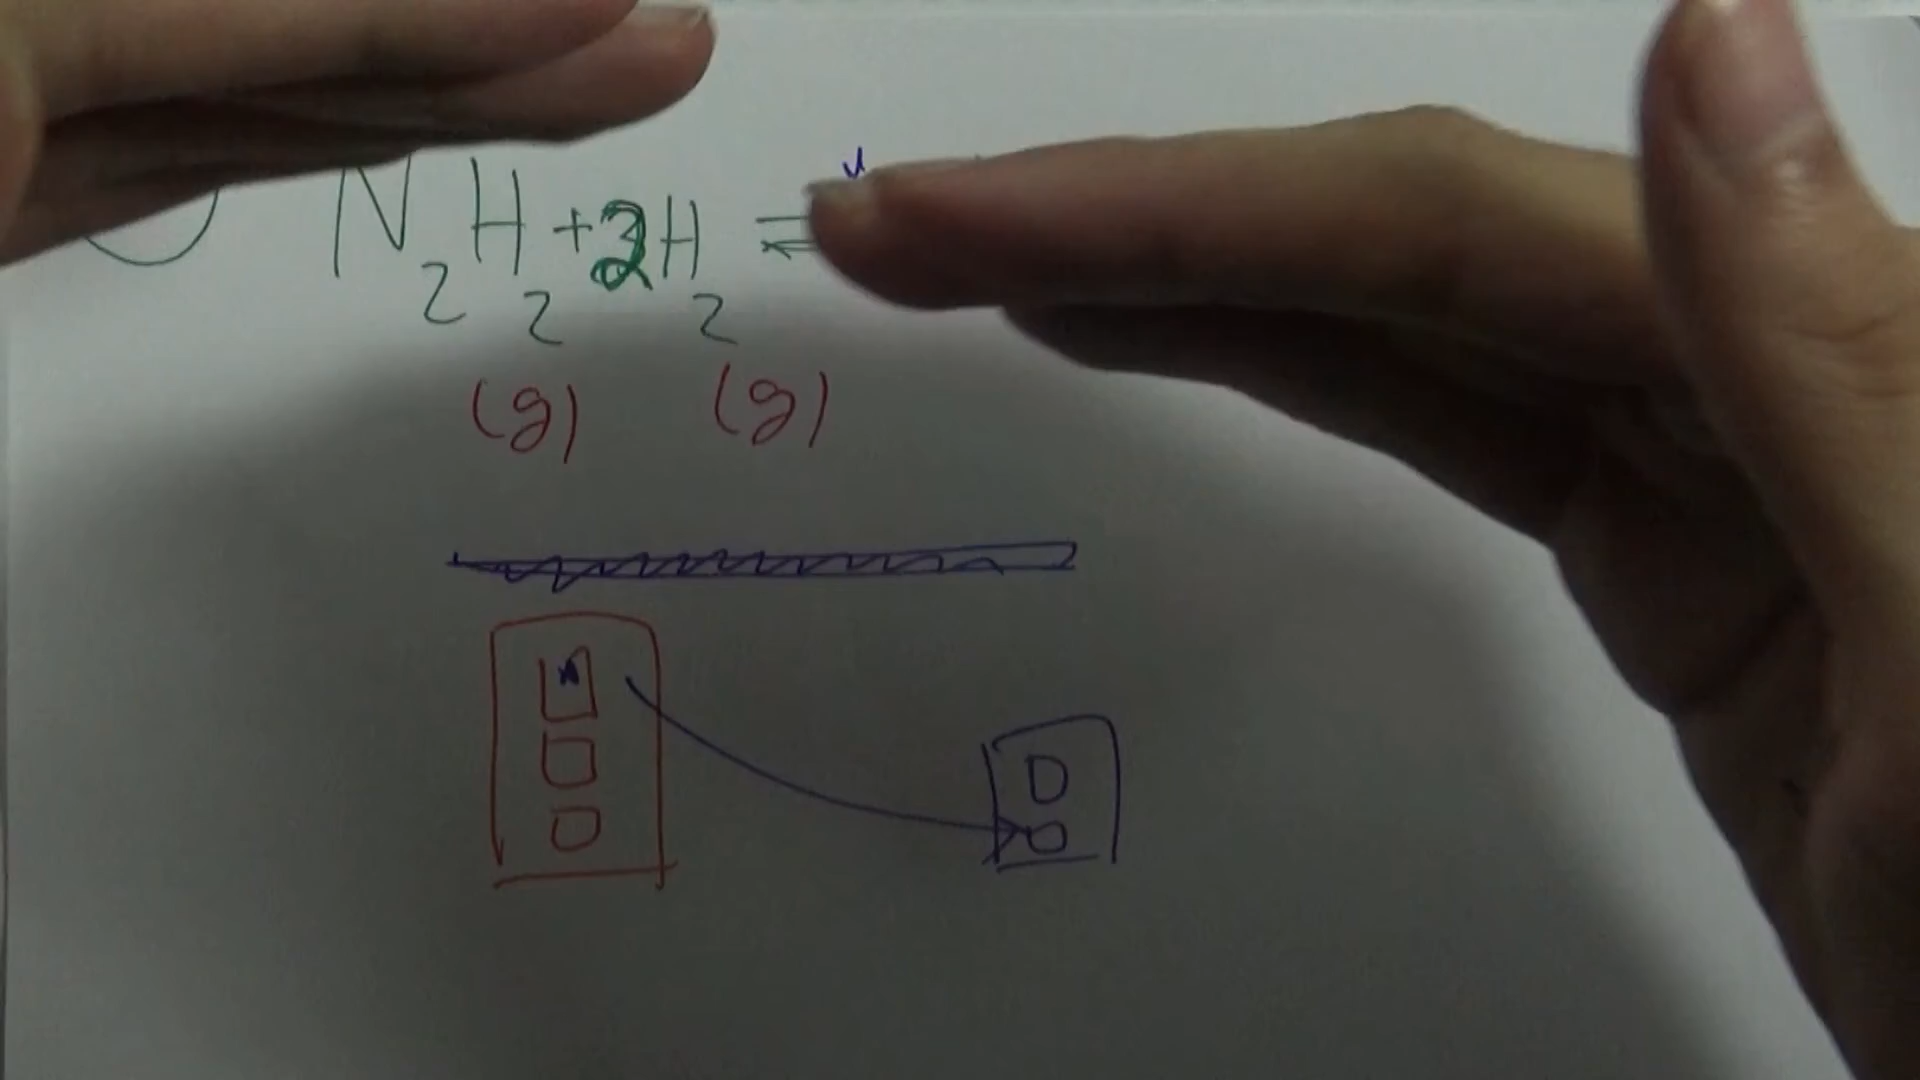 N₂H₂ + 2H₂ ⇌
(g) (g)